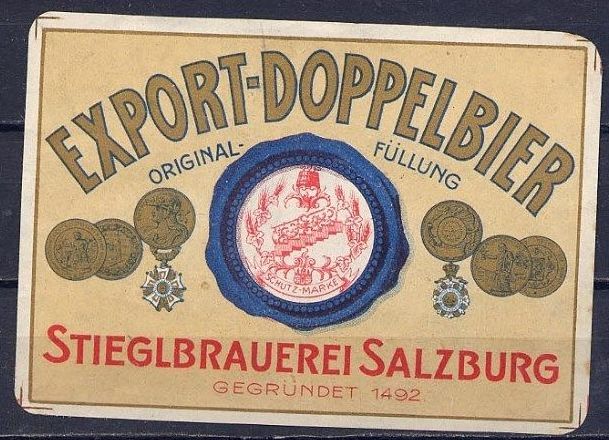 EXPORT-DOPPELBIER
ORIGINAL- FÜLLUNG
SCHUTZ-MARKE
STIEGLBRAUEREI SALZBURG
GEGRÜNDET 1492.